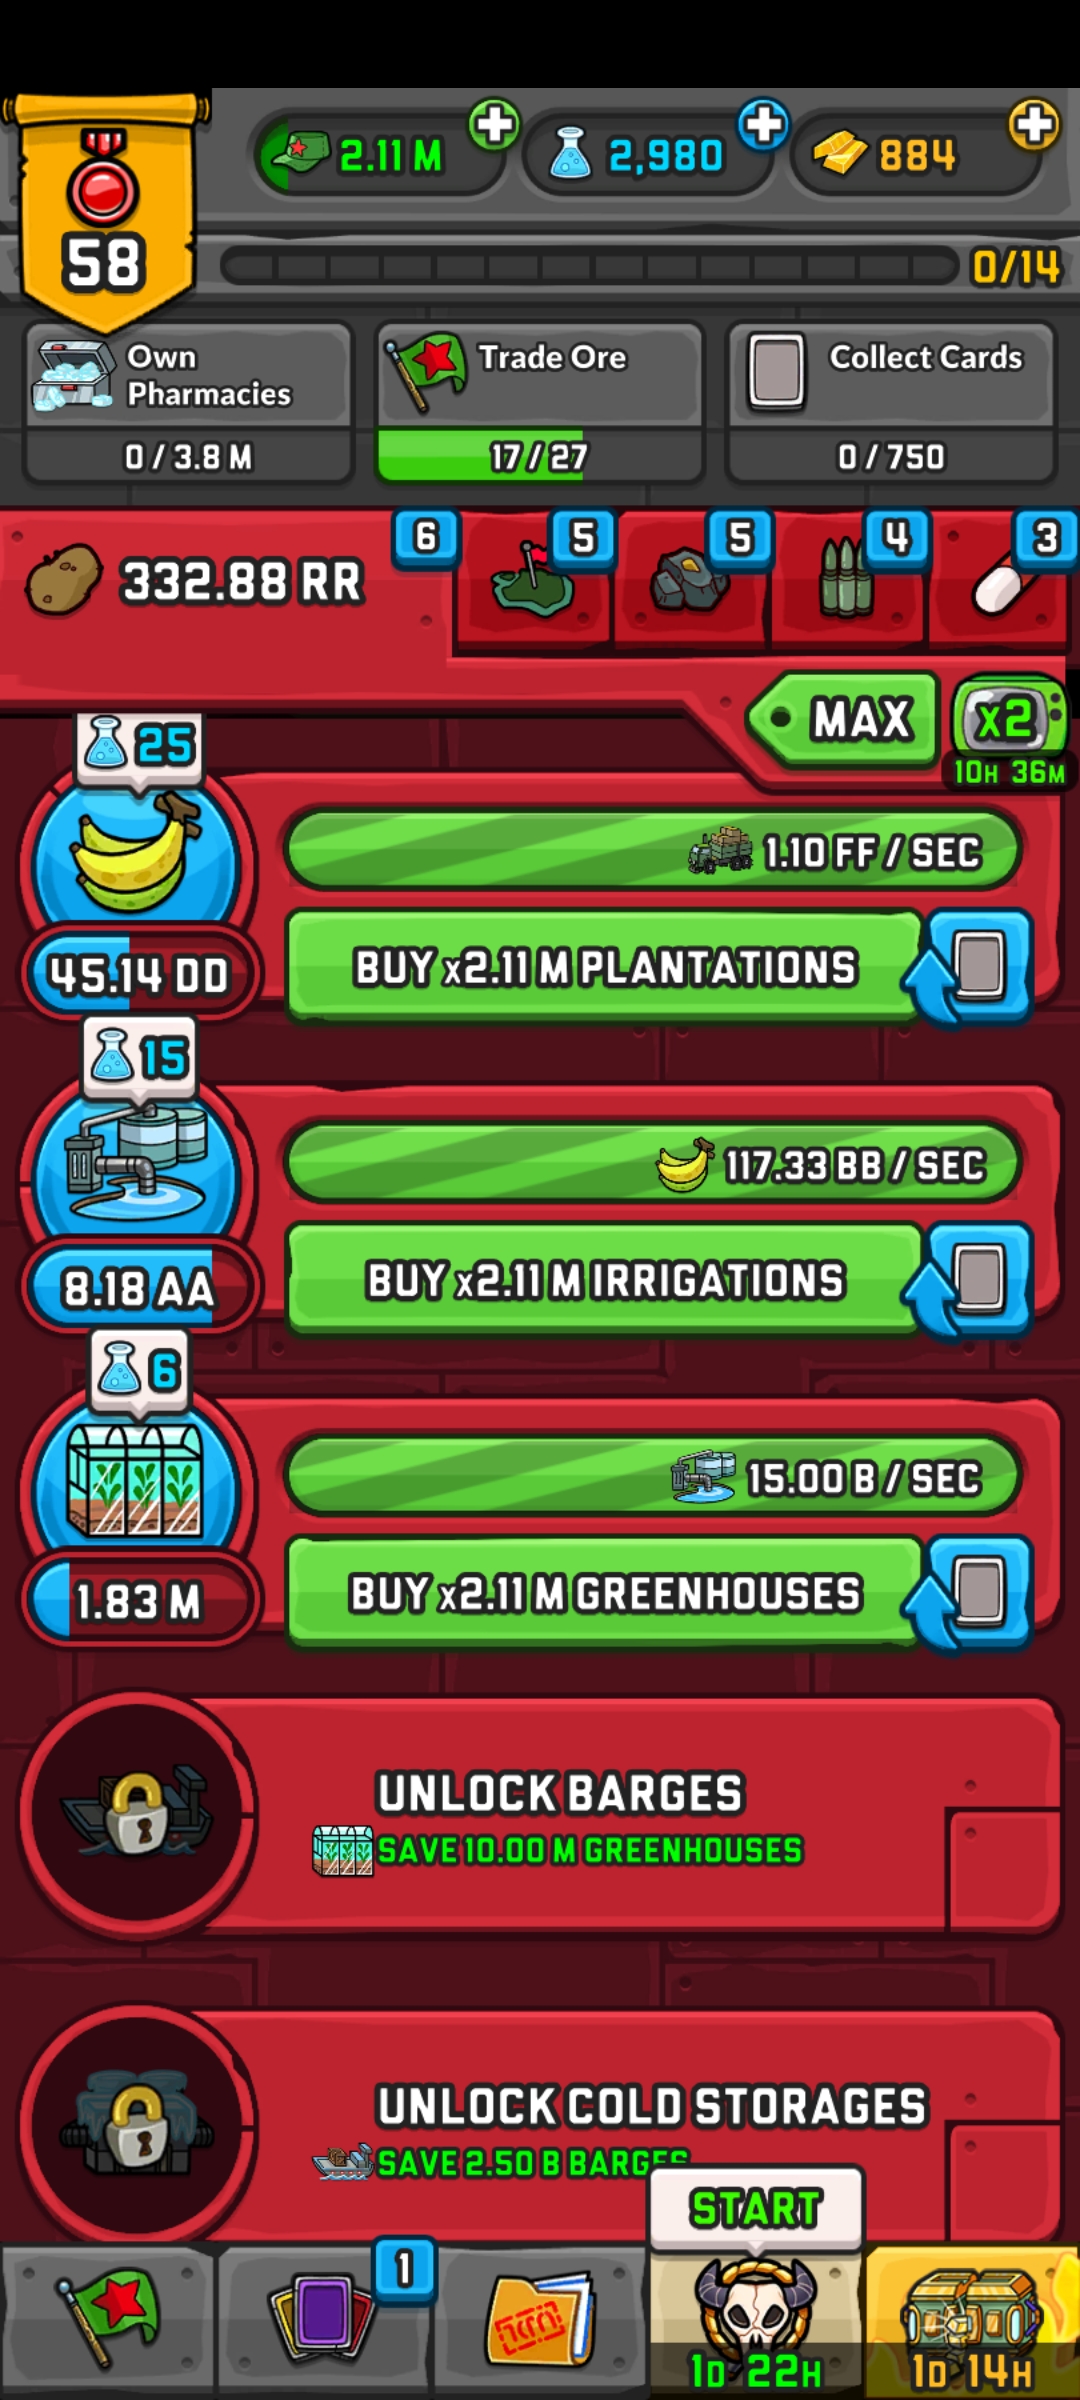 58
2.11 M
2,980
884
0/14
Own
Pharmacies
0 / 3.8 M
Trade Ore
17 / 27
Collect Cards
0 / 750
332.88 RR
6
5
5
4
3
MAX
x2
10H 36M
25
1.10 FF / SEC
45.14 DD
BUY x2.11 M PLANTATIONS
15
117.33 BB / SEC
8.18 AA
BUY x2.11 M IRRIGATIONS
6
15.00 B / SEC
1.83 M
BUY x2.11 M GREENHOUSES
UNLOCK BARGES
SAVE 10.00 M GREENHOUSES
UNLOCK COLD STORAGES
SAVE 2.50 B BARGES
START
1
1D 22H
1D 14H